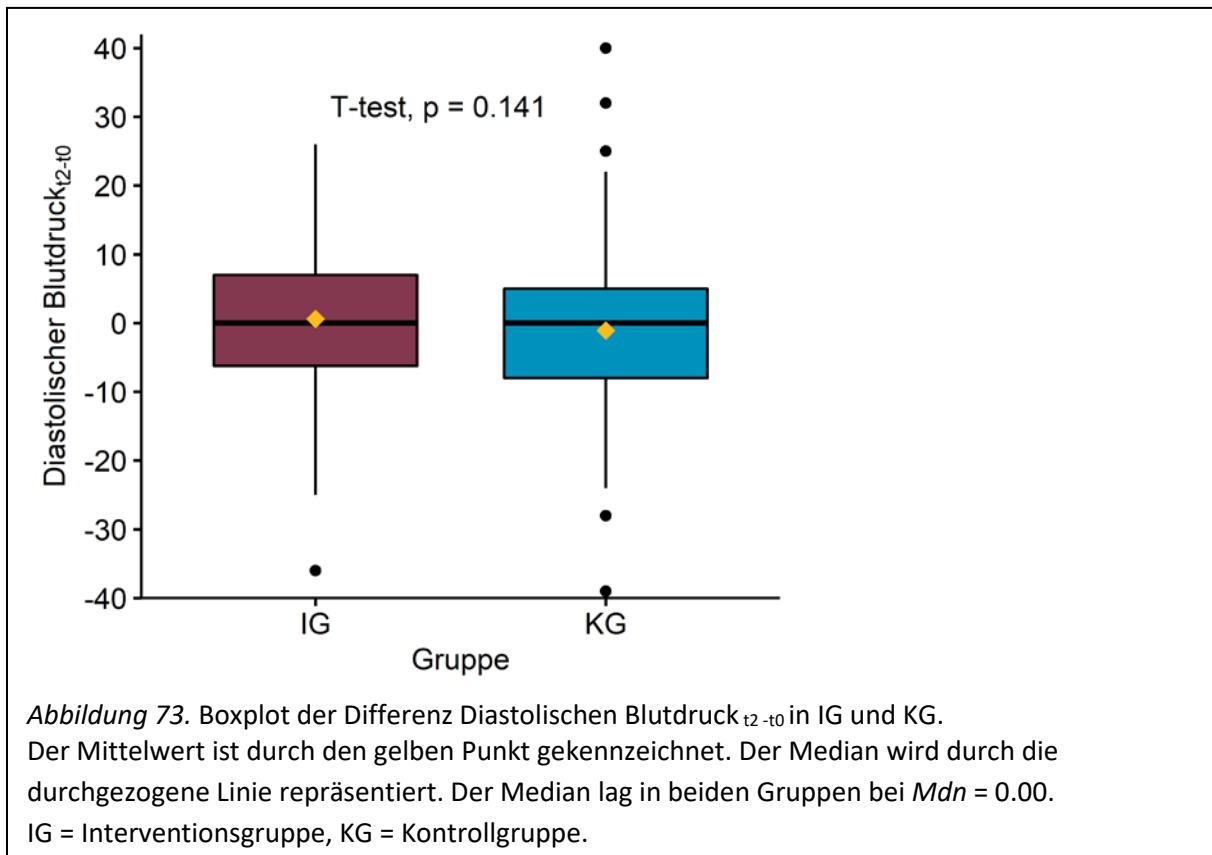 40
30
20
10
0
-10
-20
-30
-40
Diastolischer Blutdruck t2-t0
T-test, p = 0.141
IG KG
Gruppe
Abbildung 73. Boxplot der Differenz Diastolischen Blutdruck t2 -t0 in IG und KG.
Der Mittelwert ist durch den gelben Punkt gekennzeichnet. Der Median wird durch die
durchgezogene Linie repräsentiert. Der Median lag in beiden Gruppen bei Mdn = 0.00.
IG = Interventionsgruppe, KG = Kontrollgruppe.